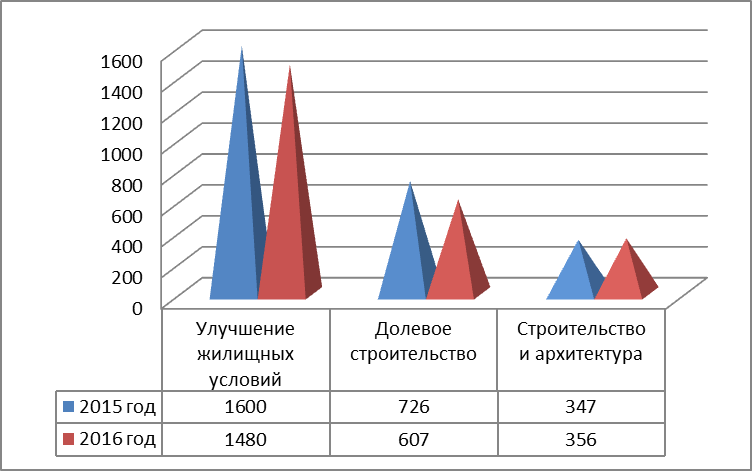 1600
1400
1200
1000
800
600
400
200
0
Улучшение
жилищных
условий
Долевое
строительство
Строительство
и архитектура
2015 год 1600 726 347
2016 год 1480 607 356